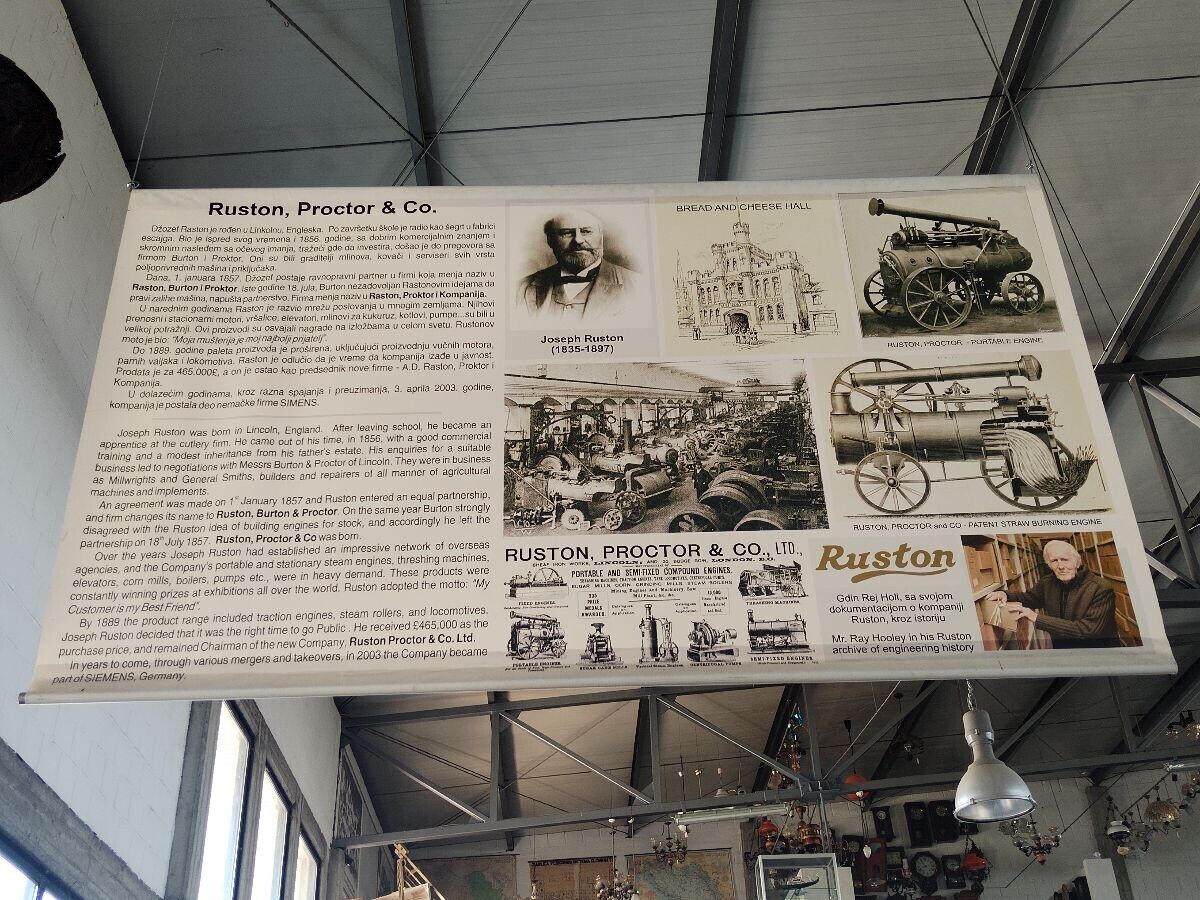 Ruston, Proctor & Co.
Džozef Raston je rođen u Linkolnu, Engleska. Po završetku škole je radio kao šegrt u fabrici
escajga. Bio je ispred svog vremena i 1856. godine, sa dobrim komercijalnim znanjem i
skromnim nasleđem sa očevog imanja, tražeći gde da investira, došao je do pregovora sa
firmom Burton i Proktor. Oni su bili graditelji mlinova, kovači i serviseri svih vrsta
poljoprivrednih mašina i priključaka.
Dana, 1. januara 1857. Džozef postaje ravnopravni partner u firmi koja menja naziv u
Raston, Burton i Proktor. iste godine 18. jula, Burton nezadovoljan Rastonovim idejama da
pravi zalihe mašina, napušta partnerstvo. Firma menja naziv u Raston, Proktor i Kompanija.
U narednim godinama Raston je razvio mrežu poslovanja u mnogim zemljama. Njihovi
prenosni i stacionarni motori, vršalice, elevatori, mlinovi za kukuruz, kotlovi, pumpe...su bili u
velikoj potražnji. Ovi proizvodi su osvajali nagrade na izložbama u celom svetu. Rustonov
moto je bio: "Moja mušterija je moj najbolji prijatelj".
Do 1889. godine paleta proizvoda je proširena, uključujući proizvodnju vučnih motora,
parnih valjaka i lokomotiva. Raston je odlučio da je vreme da kompanija izađe u javnost.
Prodata je za 465.000£, a on je ostao kao predsednik nove firme - A.D. Raston, Proktor i
Kompanija.
U dolazećim godinama, kroz razna spajanja i preuzimanja, 3. aprila 2003. godine,
kompanija je postala deo nemačke firme SIMENS.
Joseph Ruston was born in Lincoln, England. After leaving school, he became an
apprentice at the cutlery firm. He came out of his time, in 1856, with a good commercial
training and a modest inheritance from his father's estate. His enquiries for a suitable
business led to negotiations with Messrs Burton & Proctor of Lincoln. They were in business
as Millwrights and General Smiths, builders and repairers of all manner of agricultural
machines and implements.
An agreement was made on 1st January 1857 and Ruston entered an equal partnership,
and firm changes its name to Ruston, Burton & Proctor. On the same year Burton strongly
disagreed with the Ruston idea of building engines for stock, and accordingly he left the
partnership on 18th July 1857. Ruston, Proctor & Co was born.
Over the years Joseph Ruston had established an impressive network of overseas
agencies, and the Company's portable and stationary steam engines, threshing machines,
elevators, corn mills, boilers, pumps etc., were in heavy demand. These products were
constantly winning prizes at exhibitions all over the world. Ruston adopted the motto: "My
Customer is my Best Friend".
By 1889 the product range included traction engines, steam rollers, and locomotives.
Joseph Ruston decided that it was the right time to go Public . He received £465,000 as the
purchase price, and remained Chairman of the new Company, Ruston Proctor & Co. Ltd.
In years to come, through various mergers and takeovers, in 2003 the Company became
part of SIEMENS, Germany.
Joseph Ruston
(1835-1897)
BREAD AND CHEESE HALL
RUSTON, PROCTOR - PORTABLE ENGINE
RUSTON, PROCTOR and CO - PATENT STRAW BURNING ENGINE
RUSTON, PROCTOR & CO., LTD.,
SHEAF IRON WORKS, LINCOLN; LONDON, E.C.
PORTABLE AND SEMI-FIXED COMPOUND ENGINES.
FIXED ENGINES
THRASHING MACHINES
PORTABLE ENGINES
SUGAR CANE MILLS
CENTRIFUGAL PUMPS
SEMI-FIXED ENGINES
Ruston
Gdin Rej Holi, sa svojom
dokumentacijom o kompaniji
Ruston, kroz istoriju
Mr. Ray Hooley in his Ruston
archive of engineering history